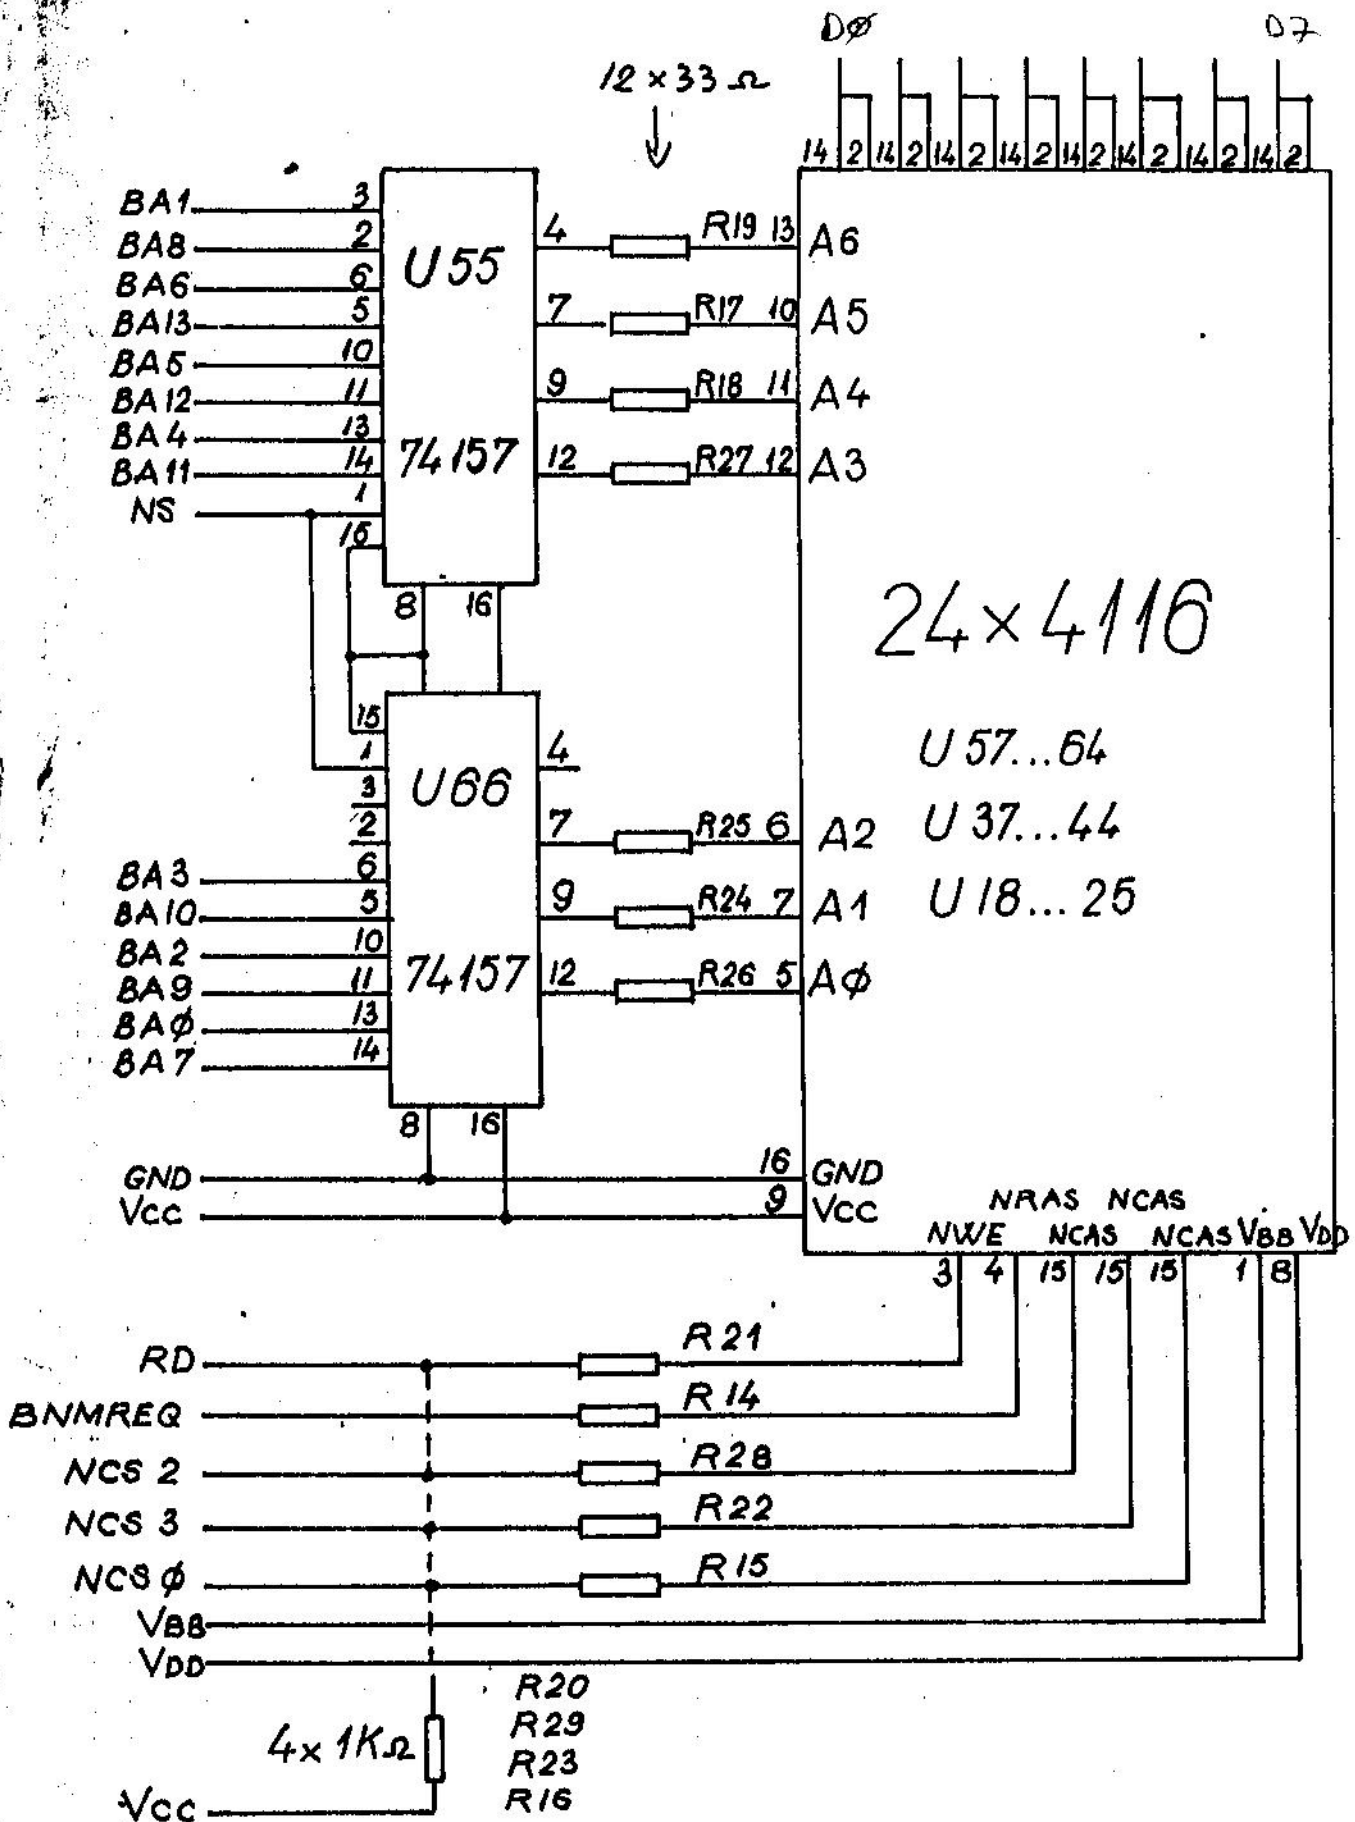 DØ D7
12 × 33 Ω
14 2 14 2 14 2 14 2 14 2 14 2 14 2 14 2
BA1 3
BA8 2
BA6 6
BA13 5
BA5 10
BA12 11
BA4 13
BA11 14
NS 1
15
U55
74157
8 16
4 R19 13 A6
7 R17 10 A5
9 R18 11 A4
12 R27 12 A3
24×4116
U57...64
U37...44
U18...25
15
1
3
2
BA3 6
BA10 5
BA2 10
BA9 11
BAØ 13
BA7 14
U66
74157
8 16
4
7 R25 6 A2
9 R24 7 A1
12 R26 5 AØ
GND 16 GND
Vcc 9 Vcc
NRAS NCAS
NWE NCAS NCAS VBB VDD
3 4 15 15 15 1 8
RD R21
BNMREQ R14
NCS 2 R28
NCS 3 R22
NCS Ø R15
VBB
VDD
R20
R29
R23
R16
4× 1KΩ
Vcc